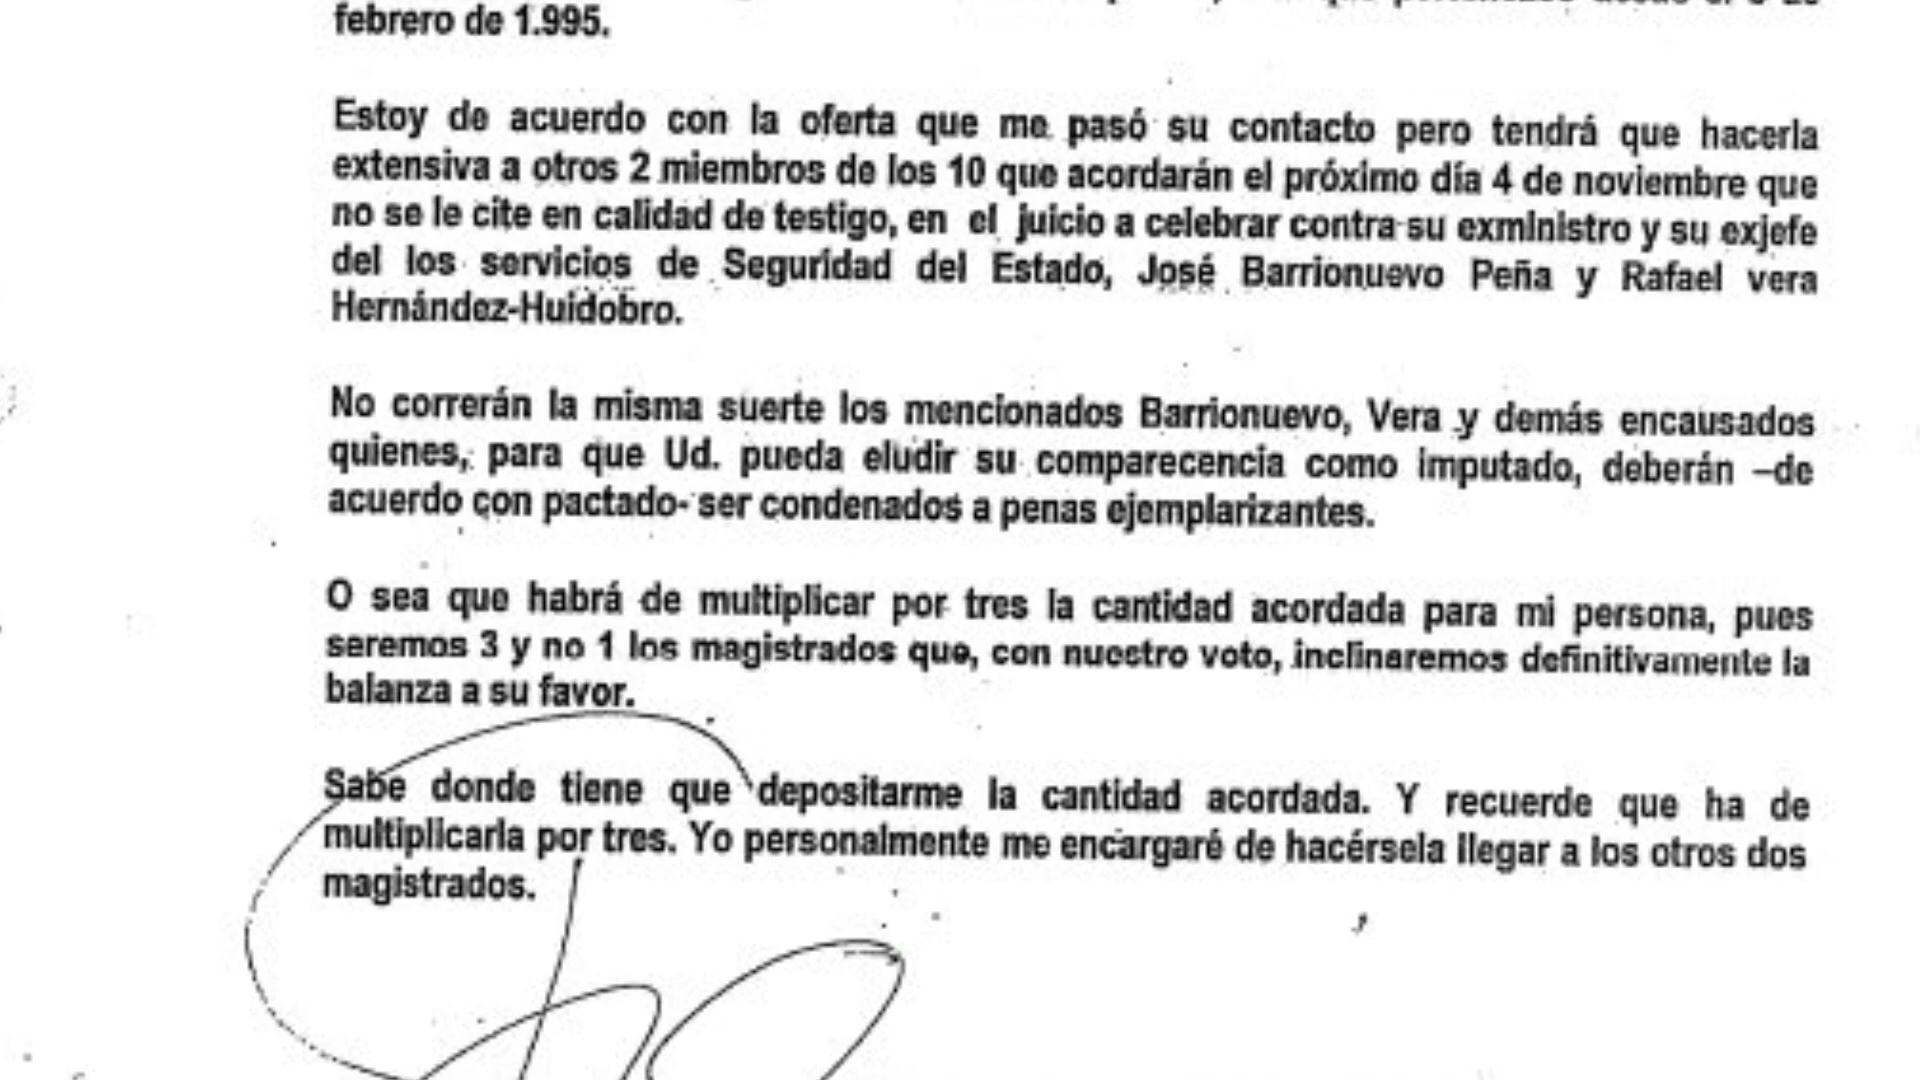 febrero de 1.995.
Estoy de acuerdo con la oferta que me pasó su contacto pero tendrá que hacerla
extensiva a otros 2 miembros de los 10 que acordarán el próximo día 4 de noviembre que
no se le cite en calidad de testigo, en el juicio a celebrar contra su exministro y su exjefe
del los servicios de Seguridad del Estado, José Barrionuevo Peña y Rafael vera
Hernández-Huidobro.
No correrán la misma suerte los mencionados Barrionuevo, Vera y demás encausados
quienes, para que Ud. pueda eludir su comparecencia como imputado, deberán –de
acuerdo con pactado- ser condenados a penas ejemplarizantes.
O sea que habrá de multiplicar por tres la cantidad acordada para mi persona, pues
seremos 3 y no 1 los magistrados que, con nuestro voto, inclinaremos definitivamente la
balanza a su favor.
Sabe donde tiene que depositarme la cantidad acordada. Y recuerde que ha de
multiplicarla por tres. Yo personalmente me encargaré de hacérsela llegar a los otros dos
magistrados.